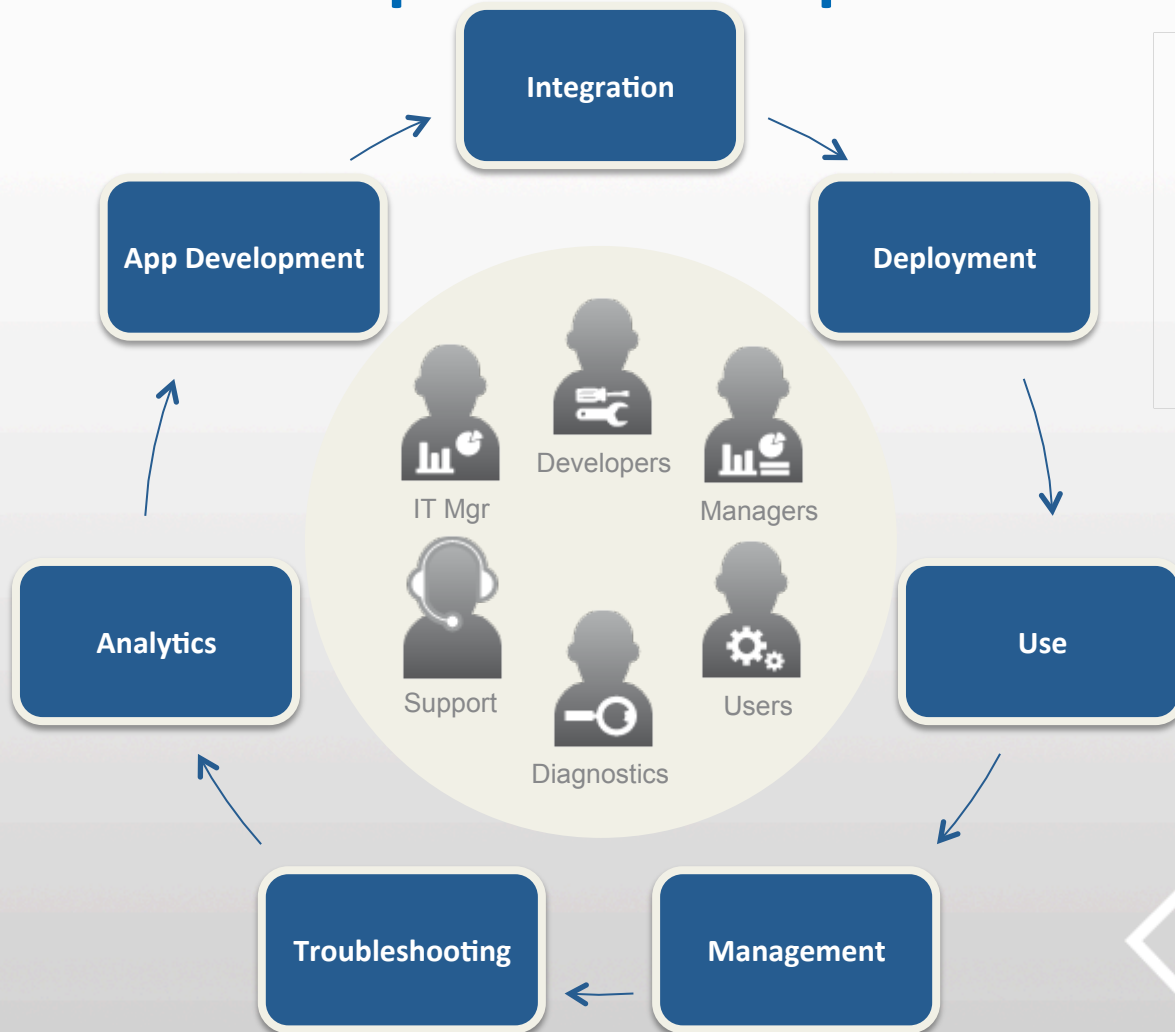 Integration
App Development
Deployment
Developers
IT Mgr
Managers
Analytics
Use
Support
Users
Diagnostics
Troubleshooting
Management